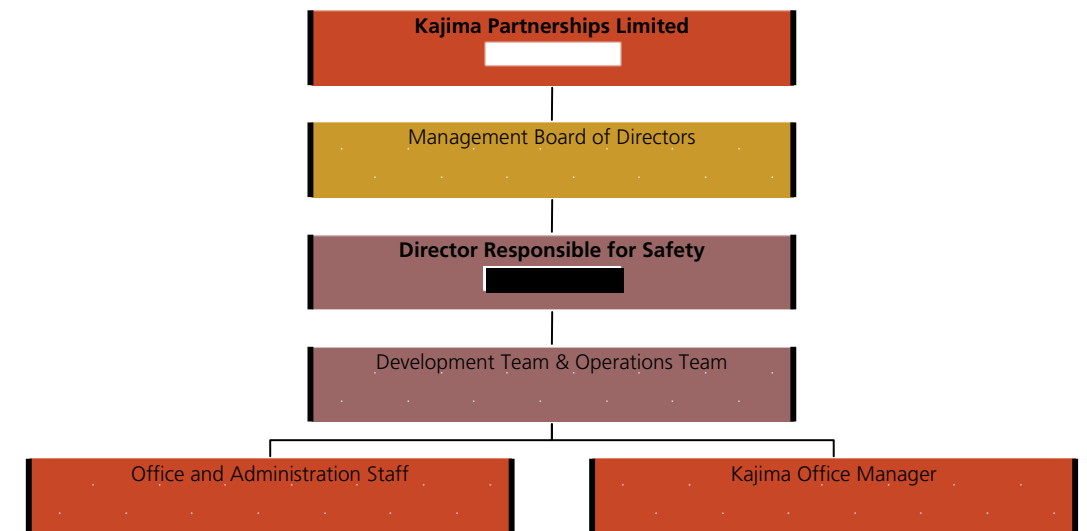 Kajima Partnerships Limited
Management Board of Directors
Director Responsible for Safety
Development Team & Operations Team
Office and Administration Staff
Kajima Office Manager